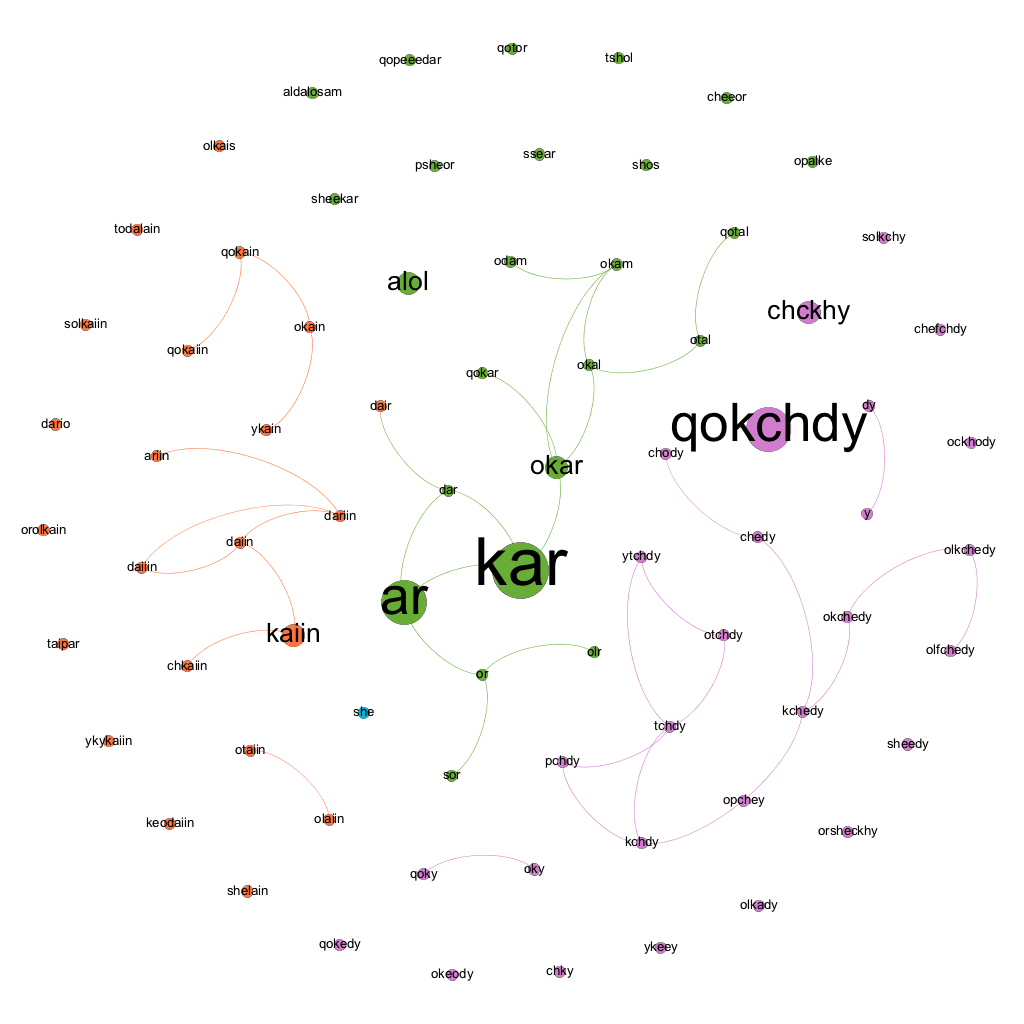 qotor
tshol
qopeeedar
aldalosam
cheeor
olkais
ssear
psheor
shos
opalke
sheekar
todalain
qotal
solkchy
qokain
odam
okam
alol
chckhy
solkaiin
okain
chefchdy
qokaiin
otal
okal
qokar
dair
dy
dario
qokchdy
ykain
ockhody
chody
ariin
okar
dar
dariin
y
orolkain
chedy
daiin
olkchedy
ytchdy
kar
daiiin
ar
okchedy
kaiin
otchdy
taipar
olfchedy
olr
chkaiin
or
she
kchedy
tchdy
ykykaiin
sheedy
otaiin
pchdy
sor
opchey
olaiin
keodaiin
orsheckhy
kchdy
oky
qoky
shelain
olkady
qokedy
ykeey
chky
okeody